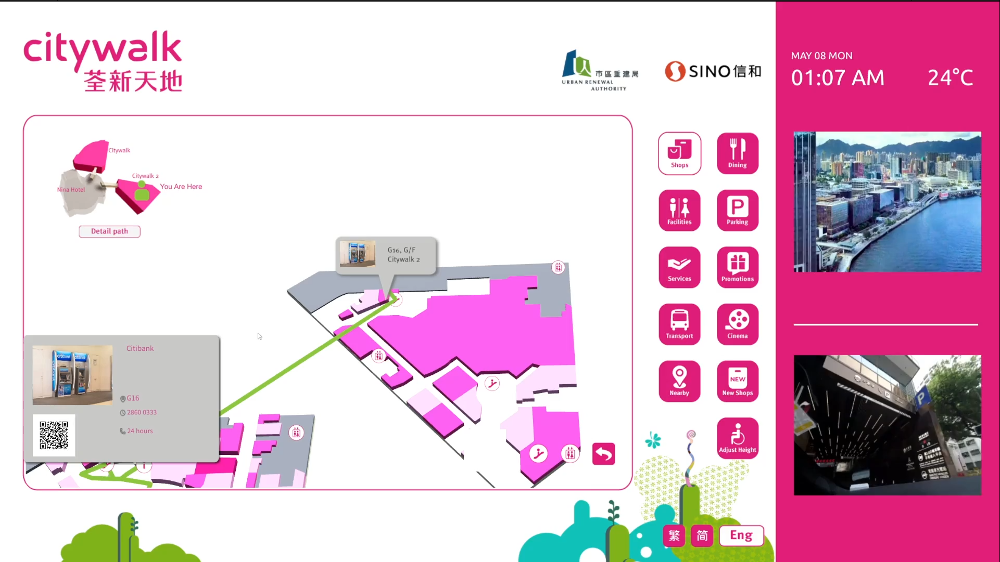 citywalk
荃新天地
市區重建局
URBAN RENEWAL
AUTHORITY
SINO信和
MAY 08 MON
01:07 AM
24°C
Citywalk
Citywalk 2
Nina Hotel
You Are Here
Detail path
G16, G/F
Citywalk 2
Citibank
citibank
citibank
G16
2860 0333
24 hours
Shops
Dining
Facilities
P
Parking
Services
Promotions
Transport
Cinema
Nearby
NEW
New Shops
Adjust Height
P
繁
简
Eng